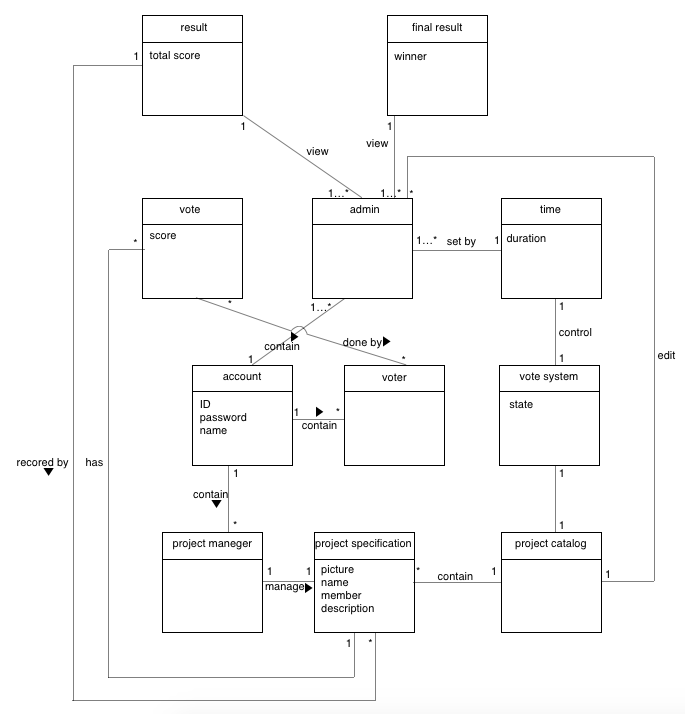 result
final result
1
total score
winner
1
1
view
view
1...*
1...*
*
vote
admin
time
score
*
1...*
set by
1
duration
*
1...*
1
contain
done by
control
1
*
1
edit
account
voter
vote system
ID
password
name
state
1
*
contain
recored by
has
1
1
contain
*
1
project manager
project specification
project catalog
1
1
manage
picture
name
member
description
*
contain
1
1
1
*